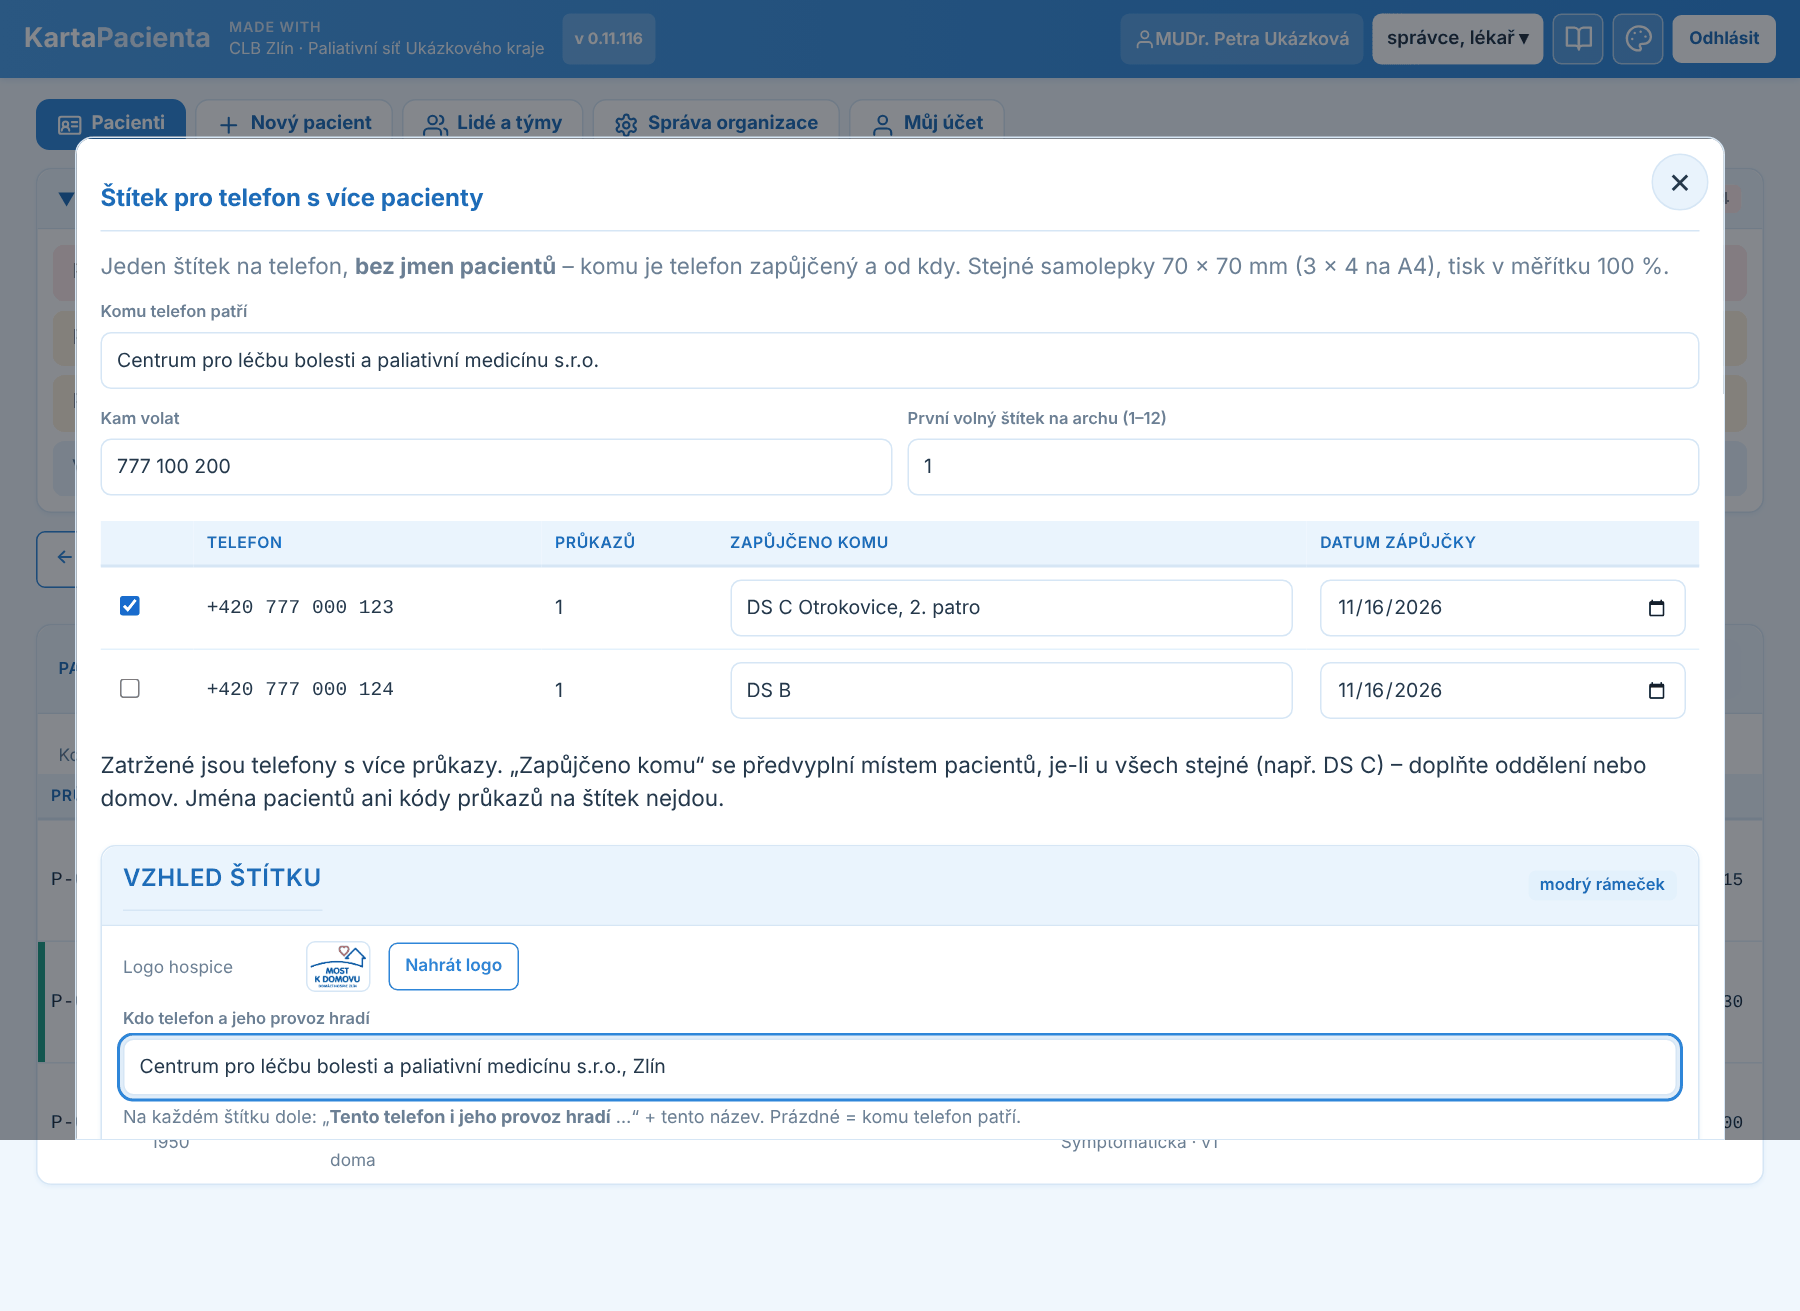 KartaPacienta
MADE WITH
CLB Zlín · Paliativní síť Ukázkového kraje
v 0.11.116
MUDr. Petra Ukázková
správce, lékař ▾
Odhlásit
Pacienti
Nový pacient
Lidé a týmy
Správa organizace
Můj účet
Štítek pro telefon s více pacienty
Jeden štítek na telefon, bez jmen pacientů – komu je telefon zapůjčený a od kdy. Stejné samolepky 70 × 70 mm (3 × 4 na A4), tisk v měřítku 100 %.
Komu telefon patří
Centrum pro léčbu bolesti a paliativní medicínu s.r.o.
Kam volat
První volný štítek na archu (1–12)
777 100 200
1
TELEFON PRŮKAZŮ ZAPŮJČENO KOMU DATUM ZÁPŮJČKY
+420 777 000 123 1 DS C Otrokovice, 2. patro 11/16/2026
+420 777 000 124 1 DS B 11/16/2026
Zatržené jsou telefony s více průkazy. „Zapůjčeno komu“ se předvyplní místem pacientů, je-li u všech stejné (např. DS C) – doplňte oddělení nebo
domov. Jména pacientů ani kódy průkazů na štítek nejdou.
VZHLED ŠTÍTKU
modrý rámeček
Logo hospice
MOST
K DOMOVU
Nahrát logo
Kdo telefon a jeho provoz hradí
Centrum pro léčbu bolesti a paliativní medicínu s.r.o., Zlín
Na každém štítku dole: „Tento telefon i jeho provoz hradí ...“ + tento název. Prázdné = komu telefon patří.
1950
Symptomatická · V1
doma